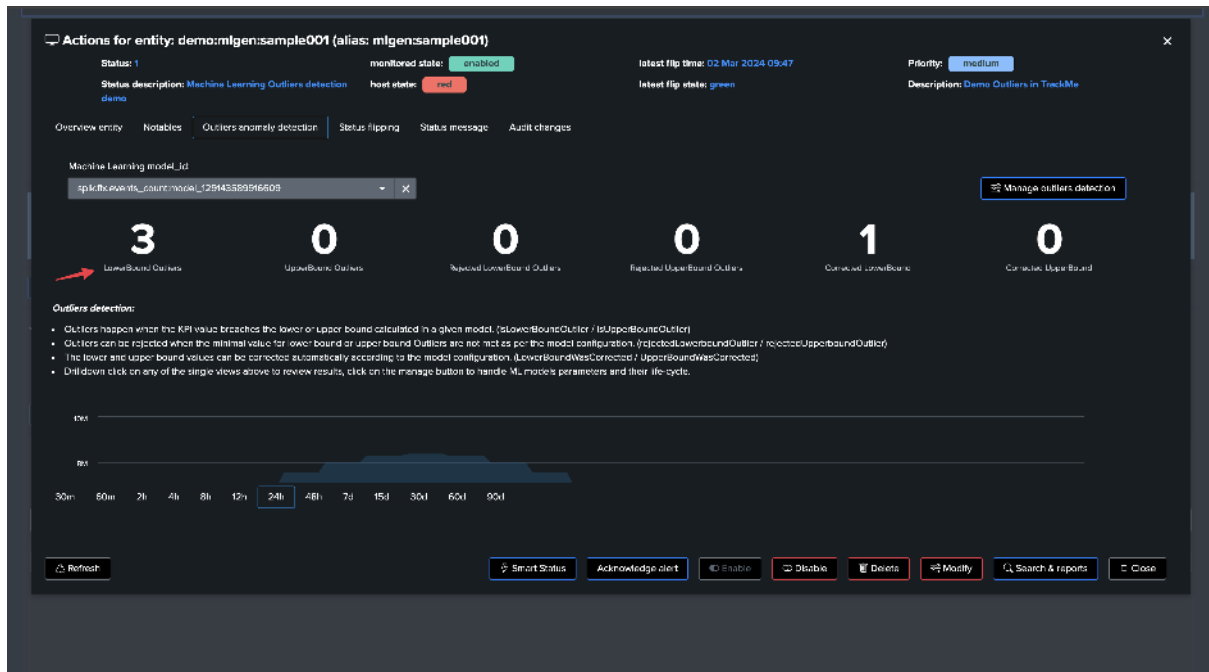 Actions for entity: demo:mlgen:sample001 (alias: mlgen:sample001)
Status: 1 monitored state: enabled latest flip time: 02 Mar 2024 09:47 Priority: medium
Status description: Machine Learning Outliers detection demo host state: red latest flip state: green Description: Demo Outliers in TrackMe
Overview entity Notables Outliers anomaly detection Status flipping Status message Audit changes
Machine Learning model_id
splk.flx.events_count:model_129143589916609
Manage outliers detection
3 0 0 0 1 0
LowerBound Outliers UpperBound Outliers Rejected LowerBound Outliers Rejected UpperBound Outliers Corrected LowerBound Corrected UpperBound
Outliers detection:
• Outliers happen when the KPI value breaches the lower or upper bound calculated in a given model. (isLowerBoundOutlier / isUpperBoundOutlier)
• Outliers can be rejected when the minimal value for lower bound or upper bound Outliers are not met as per the model configuration. (rejectedLowerboundOutlier / rejectedUpperboundOutlier)
• The lower and upper bound values can be corrected automatically according to the model configuration. (LowerBoundWasCorrected / UpperBoundWasCorrected)
• Drilldown click on any of the single views above to review results, click on the manage button to handle ML models parameters and their life-cycle.
30m 60m 2h 4h 8h 12h 24h 48h 7d 15d 30d 60d 90d
Refresh Smart Status Acknowledge alert Enable Disable Delete Modify Search & reports Close